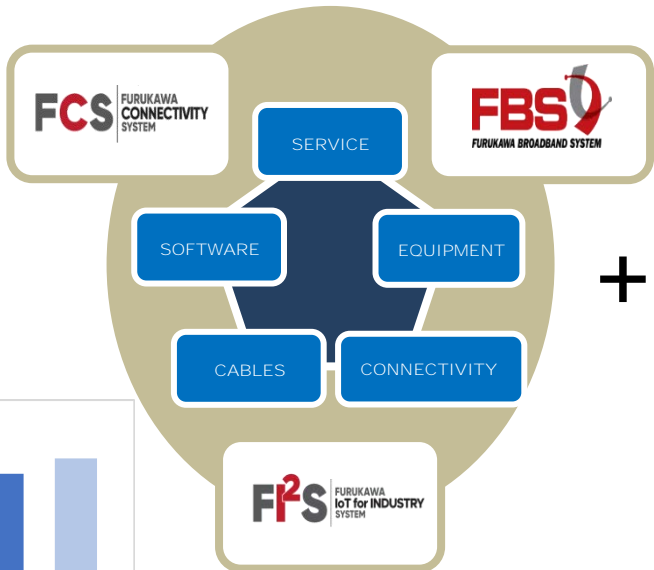 FCS
FURUKAWA
CONNECTIVITY
SYSTEM
FBS
FURUKAWA BROADBAND SYSTEM
SERVICE
SOFTWARE
EQUIPMENT
+
CABLES
CONNECTIVITY
FI²S
FURUKAWA
IoT for INDUSTRY
SYSTEM